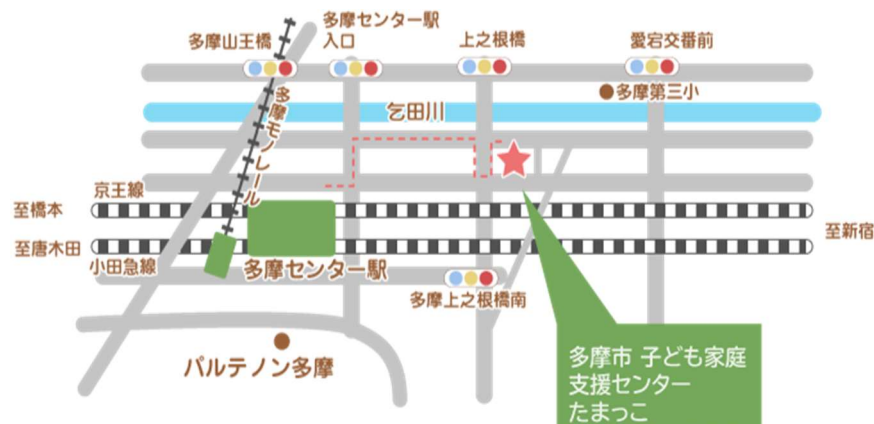 多摩センター駅
入口
多摩山王橋
上之根橋
愛宕交番前
多摩第三小
乞田川
多摩モノレール
京王線
至橋本
至新宿
至唐木田
小田急線
多摩センター駅
多摩上之根橋南
パルテノン多摩
多摩市 子ども家庭
支援センター
たまっこ